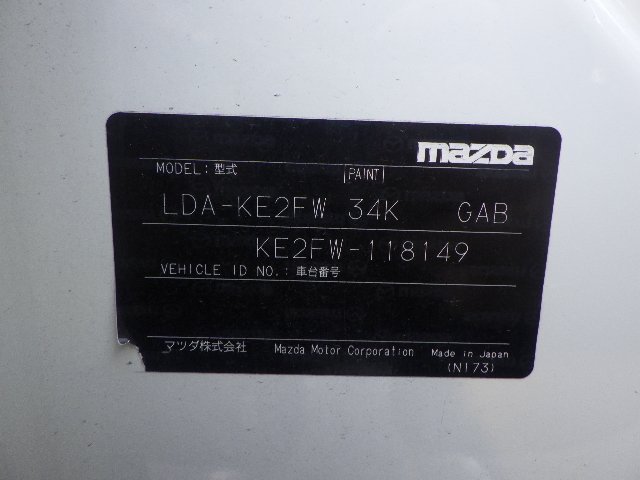 mazda
MODEL: 型式 PAINT
LDA-KE2FW 34K GAB
KE2FW-118149
VEHICLE ID NO.: 車台番号
マツダ株式会社 Mazda Motor Corporation Made in Japan
(N173)